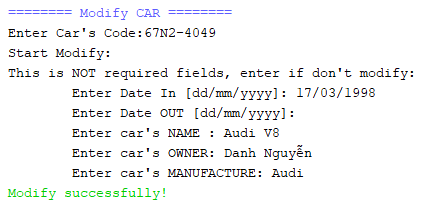 ======== Modify CAR ========
Enter Car's Code:67N2-4049
Start Modify:
This is NOT required fields, enter if don't modify:
Enter Date In [dd/mm/yyyy]: 17/03/1998
Enter Date OUT [dd/mm/yyyy]:
Enter car's NAME : Audi V8
Enter car's OWNER: Danh Nguyễn
Enter car's MANUFACTURE: Audi
Modify successfully!